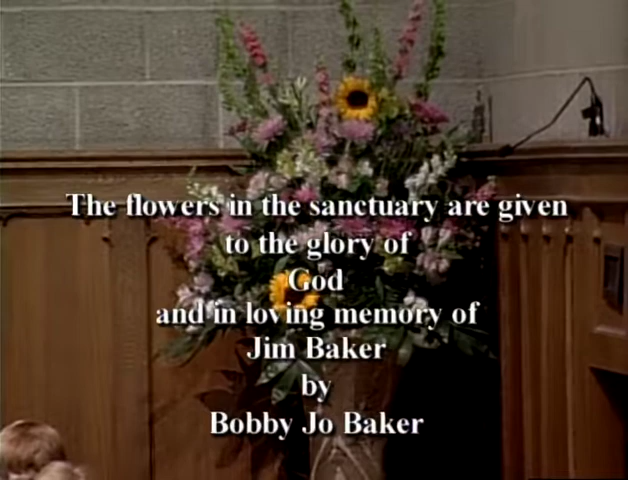 The flowers in the sanctuary are given
to the glory of
God
and in loving memory of
Jim Baker
by
Bobby Jo Baker